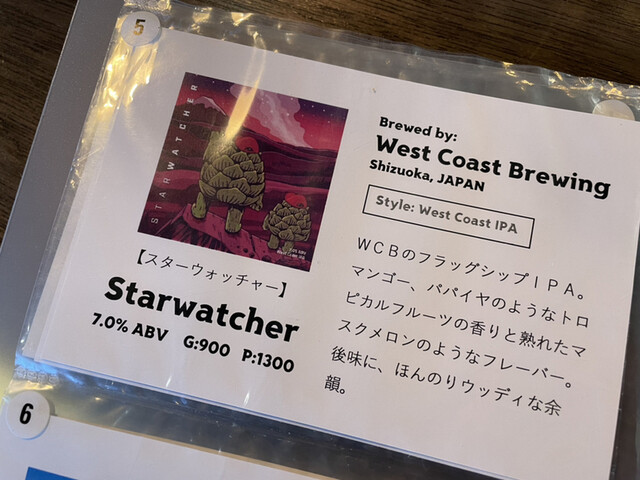 5
STARWATCHER
【スターウォッチャー】
Starwatcher
7.0% ABV G:900 P:1300
Brewed by:
West Coast Brewing
Shizuoka, JAPAN
Style: West Coast IPA
ＷＣＢのフラッグシップＩＰＡ。
マンゴー、パパイヤのようなトロ
ピカルフルーツの香りと熟れたマ
スクメロンのようなフレーバー。
後味に、ほんのりウッディな余
韻。
6